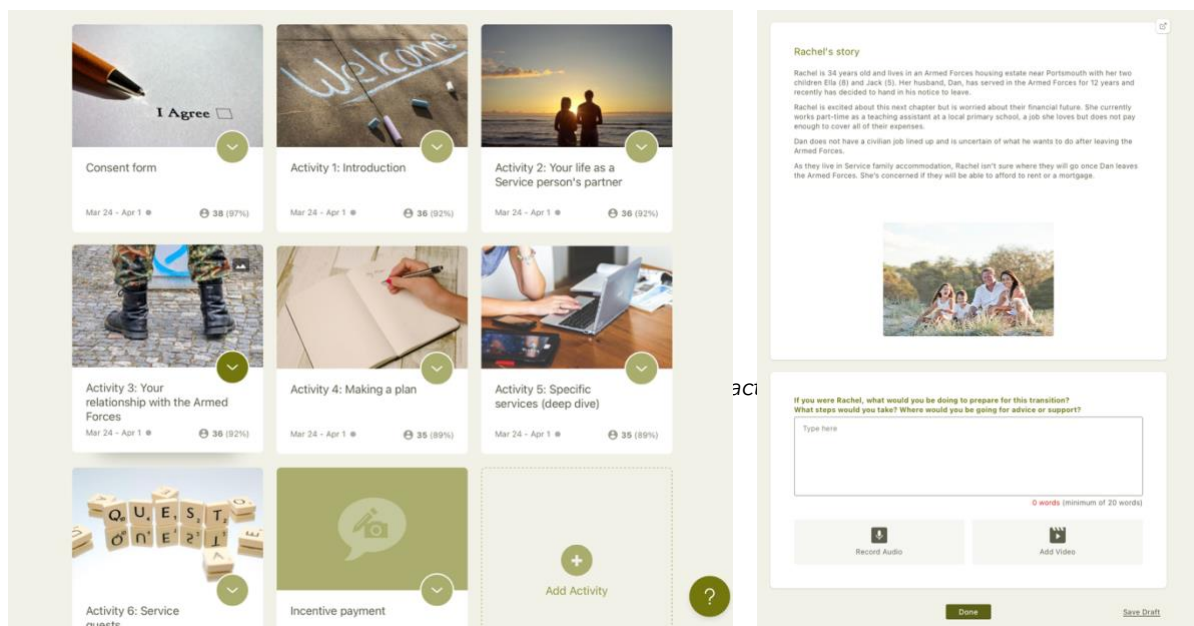 I Agree
Welcome
Consent form
Mar 24 - Apr 1
38 (97%)
Activity 1: Introduction
Mar 24 - Apr 1
36 (92%)
Activity 2: Your life as a
Service person's partner
Mar 24 - Apr 1
36 (92%)
Activity 3: Your
relationship with the Armed
Forces
Mar 24 - Apr 1
36 (92%)
Activity 4: Making a plan
Mar 24 - Apr 1
35 (89%)
Activity 5: Specific
services (deep dive)
Mar 24 - Apr 1
35 (89%)
QUEST
Activity 6: Service
quests
Incentive payment
+
Add Activity
?
act
Rachel's story
Rachel is 34 years old and lives in an Armed Forces housing estate near Portsmouth with her two
children Ella (8) and Jack (5). Her husband, Dan, has served in the Armed Forces for 12 years and
recently has decided to hand in his notice to leave.
Rachel is excited about this next chapter but is worried about their financial future. She currently
works part-time as a teaching assistant at a local primary school, a job she loves but does not pay
enough to cover all of their expenses.
Dan does not have a civilian job lined up and is uncertain of what he wants to do after leaving the
Armed Forces.
As they live in Service family accommodation, Rachel isn't sure where they will go once Dan leaves
the Armed Forces. She's concerned if they will be able to afford to rent or a mortgage.
If you were Rachel, what would you be doing to prepare for this transition?
What steps would you take? Where would you be going for advice or support?
Type here
0 words (minimum of 20 words)
Record Audio
Add Video
Done
Save Draft